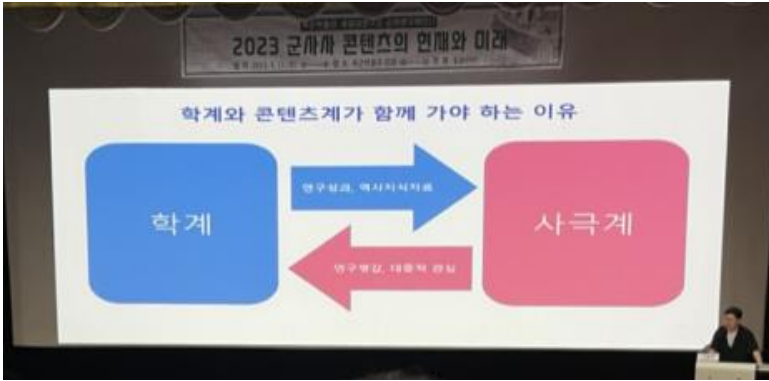 2023 군사사 콘텐츠의 현재와 미래
학계와 콘텐츠계가 함께 가야 하는 이유
학계
연구성과, 역사지식자료
사극계
연구영감, 대중적 관심